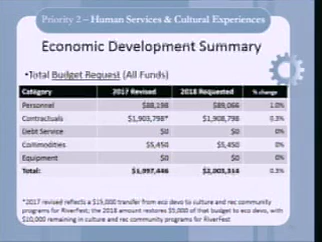 Priority 2 – Human Services & Cultural Experiences
Economic Development Summary
•Total Budget Request (All Funds)
Category 2017 Revised 2018 Requested % change
Personnel $88,198 $89,066 1.0%
Contractuals $1,903,798* $1,908,798 0.3%
Debt Service $0 $0 0%
Commodities $5,450 $5,450 0%
Equipment $0 $0 0%
Total: $1,997,446 $2,003,314 0.3%
*2017 revised reflects a $15,000 transfer from eco devo to culture and rec community
programs for Riverfest; the 2018 amount restores $5,000 of that budget to eco devo, with
$10,000 remaining in culture and rec community programs for Riverfest